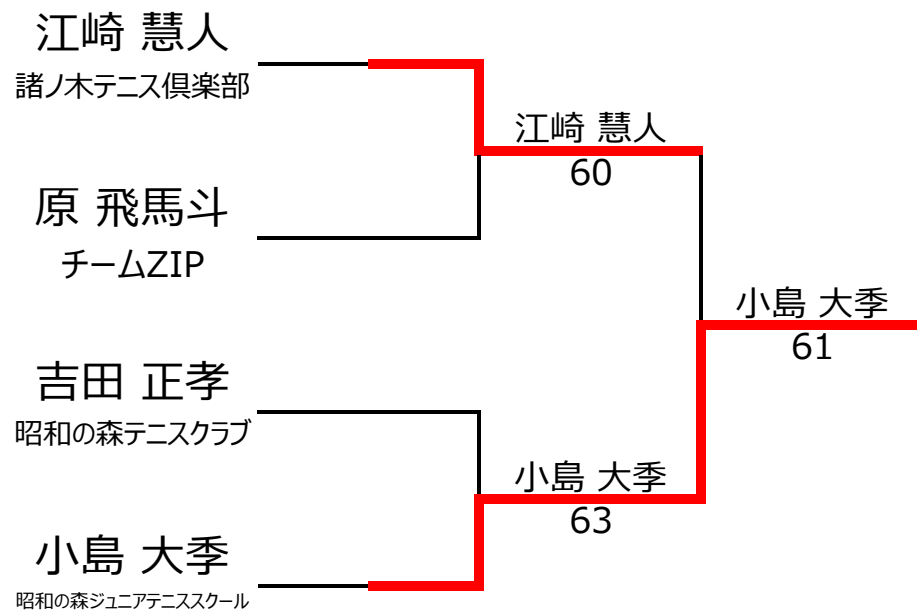 江崎 慧人
諸ノ木テニス倶楽部
江崎 慧人
60
原 飛馬斗
チームZIP
小島 大季
61
吉田 正孝
昭和の森テニスクラブ
小島 大季
63
小島 大季
昭和の森ジュニアテニススクール